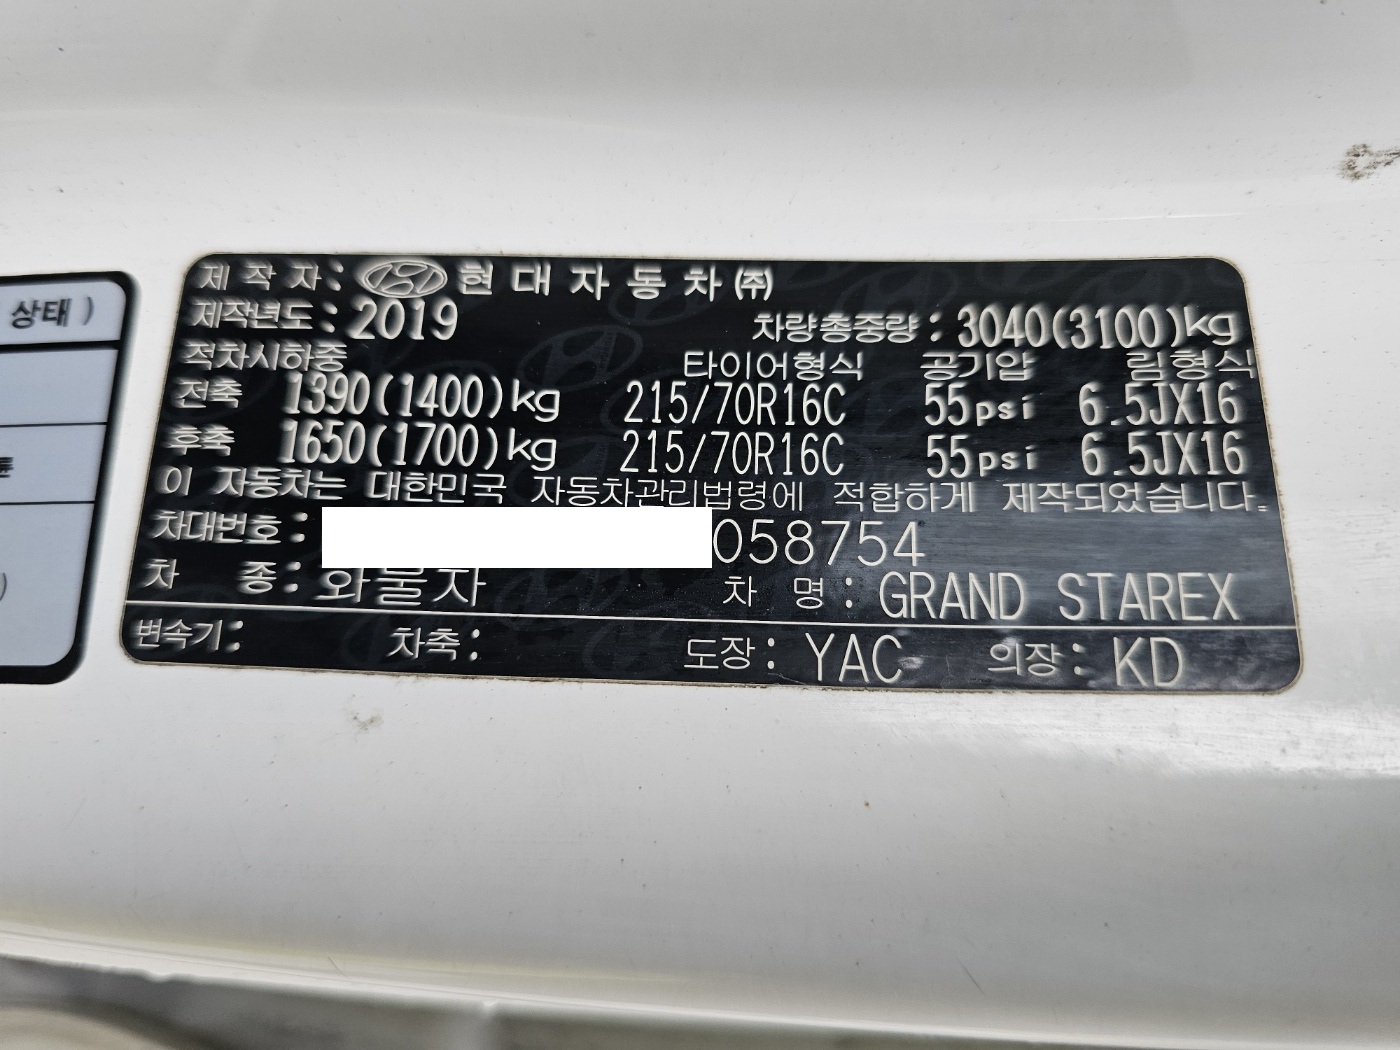 상태 )
제 작 자 : 현 대 자 동 차 ㈜
제작년도 : 2019 차량총중량 : 3040(3100)kg
적차시하중 타이어형식 공기압 림형식
전축 1390(1400)kg 215/70R16C 55psi 6.5JX16
후축 1650(1700)kg 215/70R16C 55psi 6.5JX16
이 자동차는 대한민국 자동차관리법령에 적합하게 제작되었습니다.
차대번호 : 058754
차 종 : 화물차 차 명 : GRAND STAREX
변속기 : 차축 : 도장 : YAC 의장 : KD